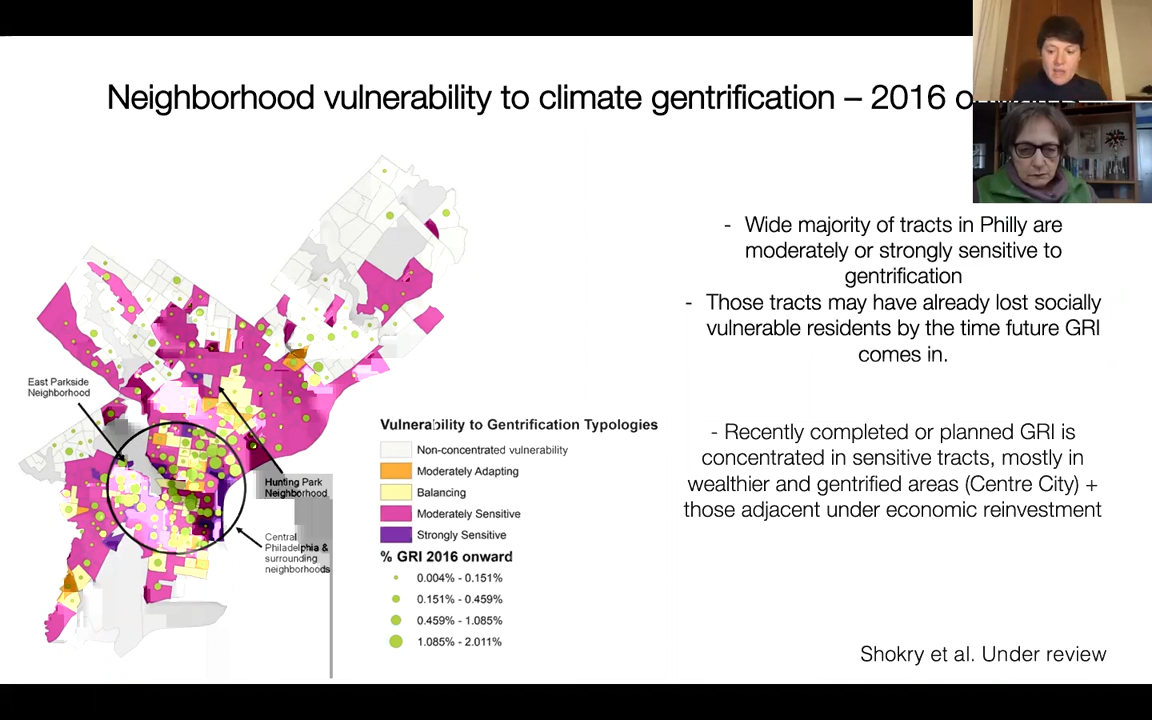 Neighborhood vulnerability to climate gentrification – 2016
- Wide majority of tracts in Philly are
moderately or strongly sensitive to
gentrification
- Those tracts may have already lost socially
vulnerable residents by the time future GRI
comes in.
- Recently completed or planned GRI is
concentrated in sensitive tracts, mostly in
wealthier and gentrified areas (Centre City) +
those adjacent under economic reinvestment
East Parkside
Neighborhood
Hunting Park
Neighborhood
Central
Philadelphia &
surrounding
neighborhoods
Vulnerability to Gentrification Typologies
Non-concentrated vulnerability
Moderately Adapting
Balancing
Moderately Sensitive
Strongly Sensitive
% GRI 2016 onward
0.004% - 0.151%
0.151% - 0.459%
0.459% - 1.085%
1.085% - 2.011%
Shokry et al. Under review